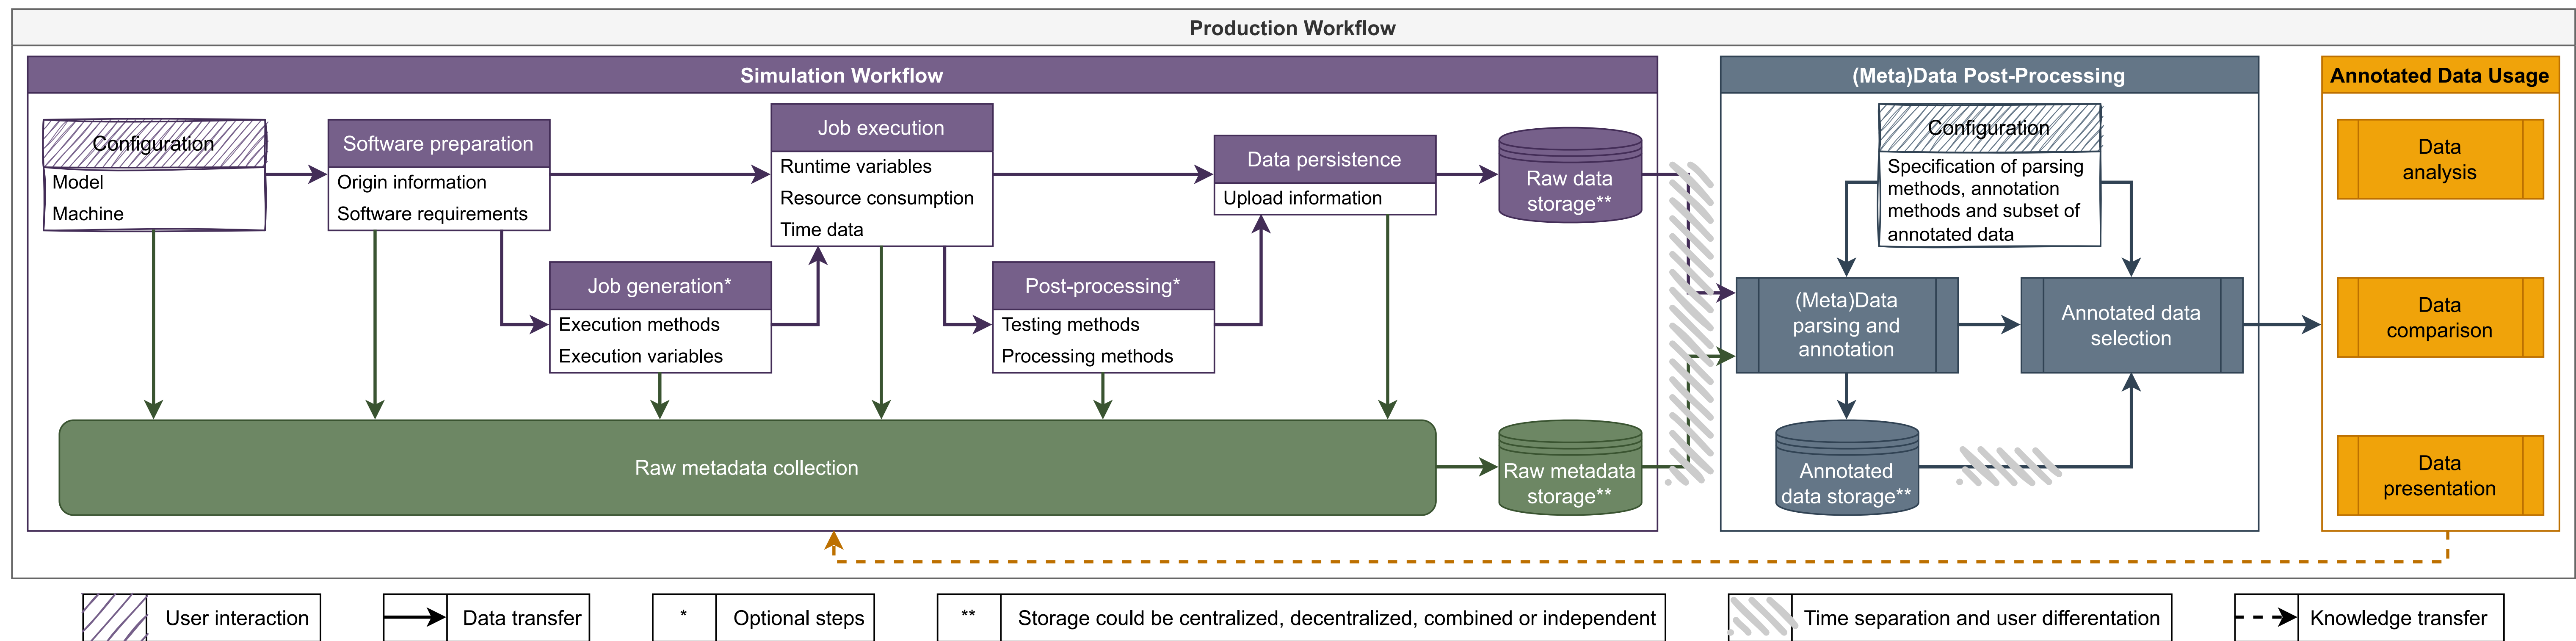 Production Workflow
Simulation Workflow
Configuration
Model
Machine
Software preparation
Origin information
Software requirements
Job generation*
Execution methods
Execution variables
Job execution
Runtime variables
Resource consumption
Time data
Post-processing*
Testing methods
Processing methods
Data persistence
Upload information
Raw data
storage**
Raw metadata collection
Raw metadata
storage**
(Meta)Data Post-Processing
Configuration
Specification of parsing
methods, annotation
methods and subset of
annotated data
(Meta)Data
parsing and
annotation
Annotated data
selection
Annotated
data storage**
Annotated Data Usage
Data
analysis
Data
comparison
Data
presentation
User interaction
Data transfer
* Optional steps
** Storage could be centralized, decentralized, combined or independent
Time separation and user differentation
Knowledge transfer